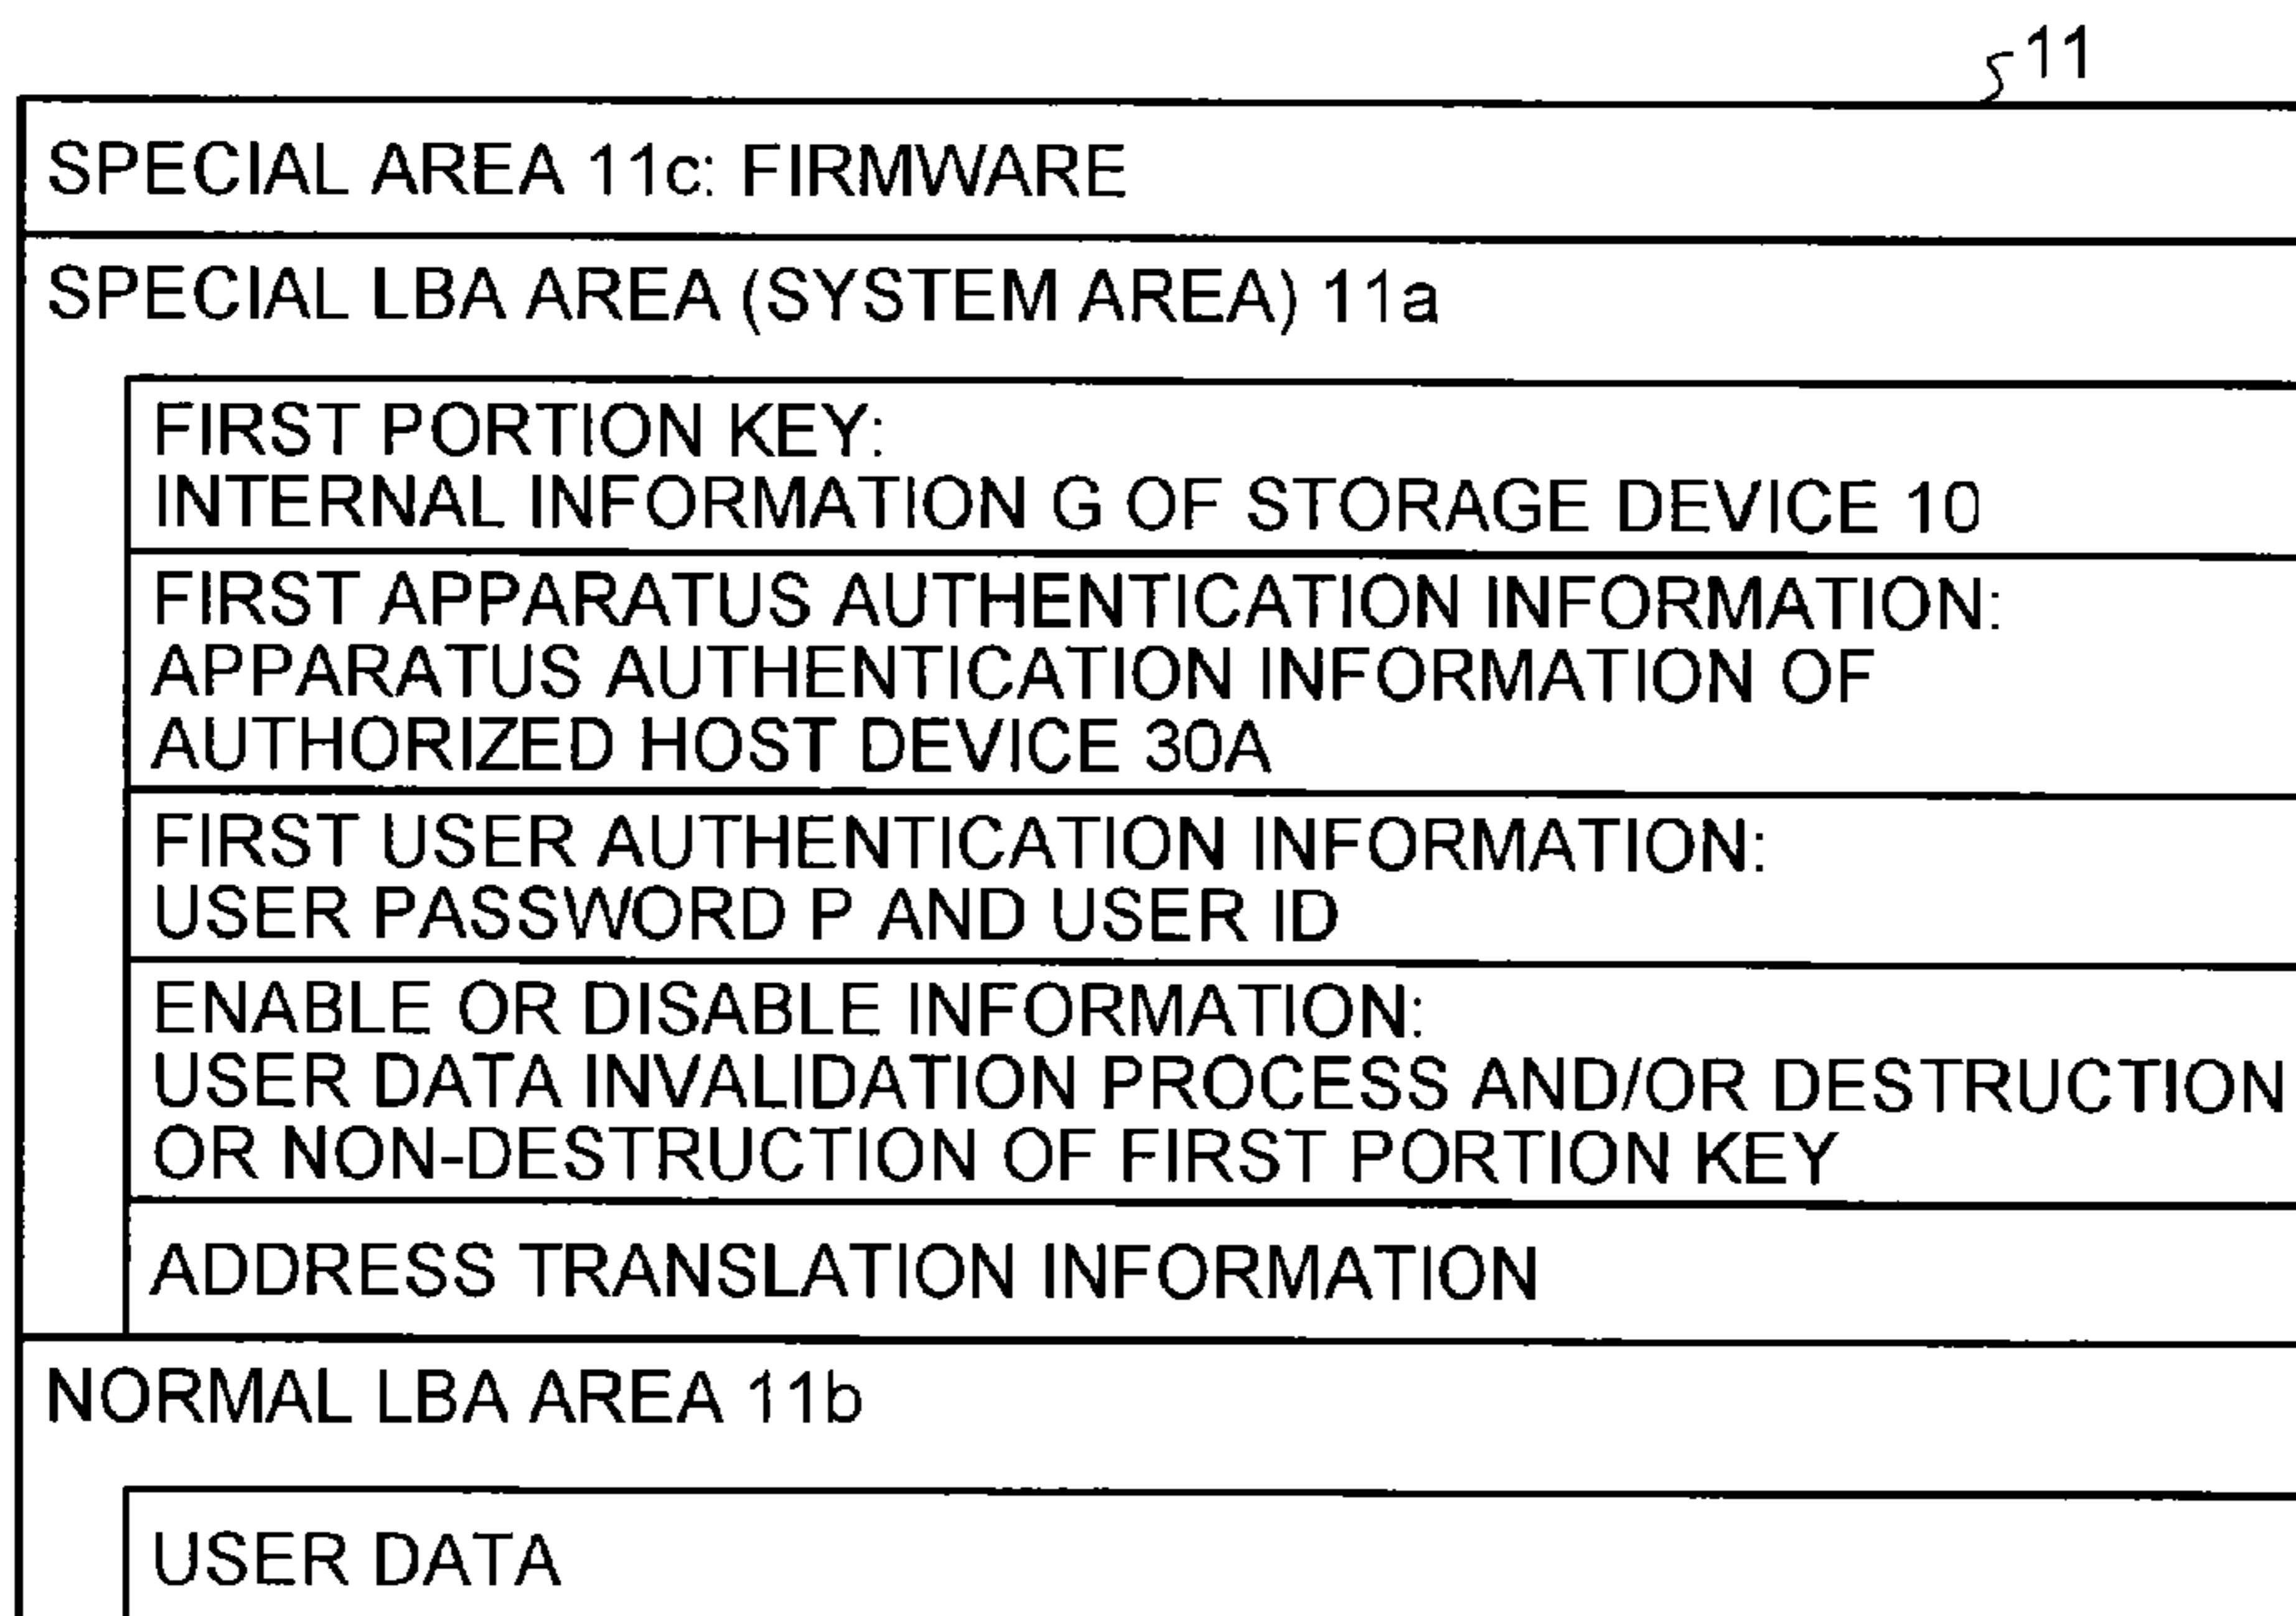 11
SPECIAL AREA 11c: FIRMWARE
SPECIAL LBA AREA (SYSTEM AREA) 11a
FIRST PORTION KEY:
INTERNAL INFORMATION G OF STORAGE DEVICE 10
FIRST APPARATUS AUTHENTICATION INFORMATION:
APPARATUS AUTHENTICATION INFORMATION OF
AUTHORIZED HOST DEVICE 30A
FIRST USER AUTHENTICATION INFORMATION:
USER PASSWORD P AND USER ID
ENABLE OR DISABLE INFORMATION:
USER DATA INVALIDATION PROCESS AND/OR DESTRUCTION
OR NON-DESTRUCTION OF FIRST PORTION KEY
ADDRESS TRANSLATION INFORMATION
NORMAL LBA AREA 11b
USER DATA